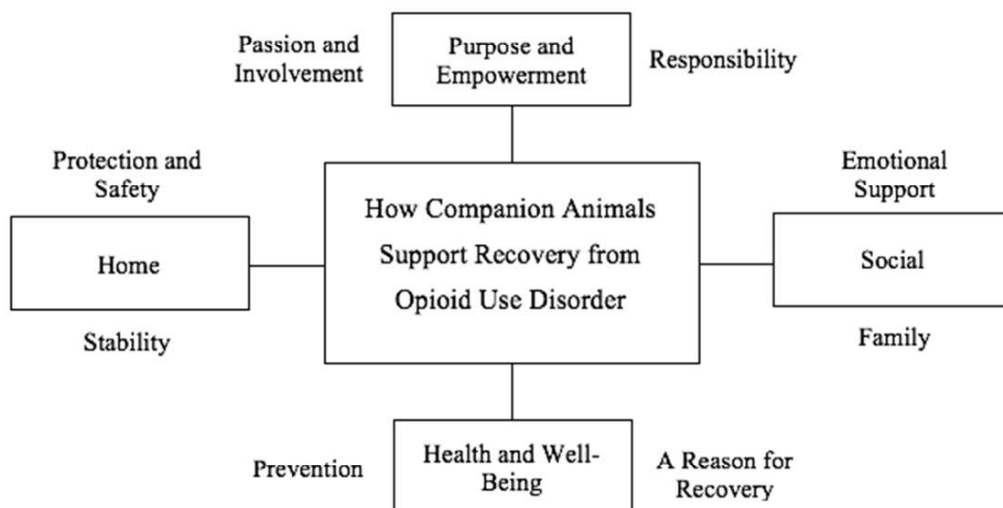 Passion and
Involvement
Purpose and
Empowerment
Responsibility
Protection and
Safety
Home
Stability
How Companion Animals
Support Recovery from
Opioid Use Disorder
Emotional
Support
Social
Family
Prevention
Health and Well-
Being
A Reason for
Recovery